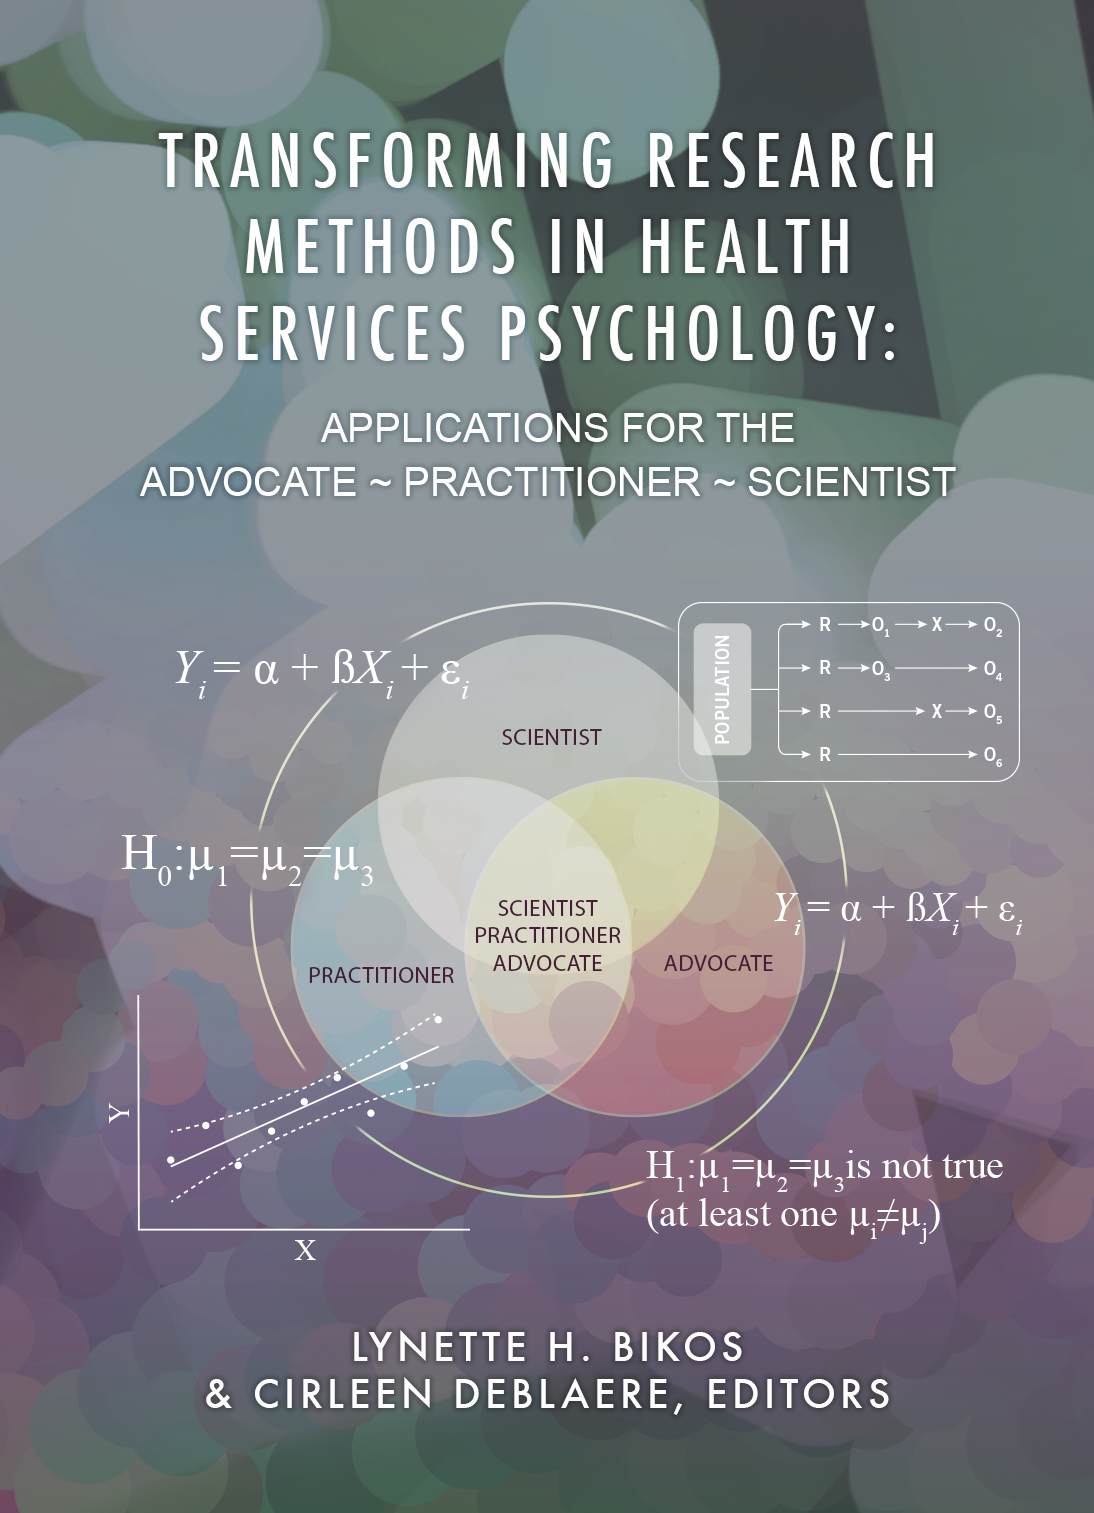 TRANSFORMING RESEARCH
METHODS IN HEALTH
SERVICES PSYCHOLOGY:
APPLICATIONS FOR THE
ADVOCATE ~ PRACTITIONER ~ SCIENTIST
Yᵢ = α + ßXᵢ + εᵢ
POPULATION
R O₁ X O₂
R O₃ O₄
R X O₅
R O₆
SCIENTIST
H₀:μ₁=μ₂=μ₃
SCIENTIST
PRACTITIONER
ADVOCATE
PRACTITIONER
ADVOCATE
Yᵢ = α + ßXᵢ + εᵢ
Y
X
H₁:μ₁=μ₂=μ₃is not true
(at least one μᵢ≠μⱼ)
LYNETTE H. BIKOS
& CIRLEEN DEBLAERE, EDITORS